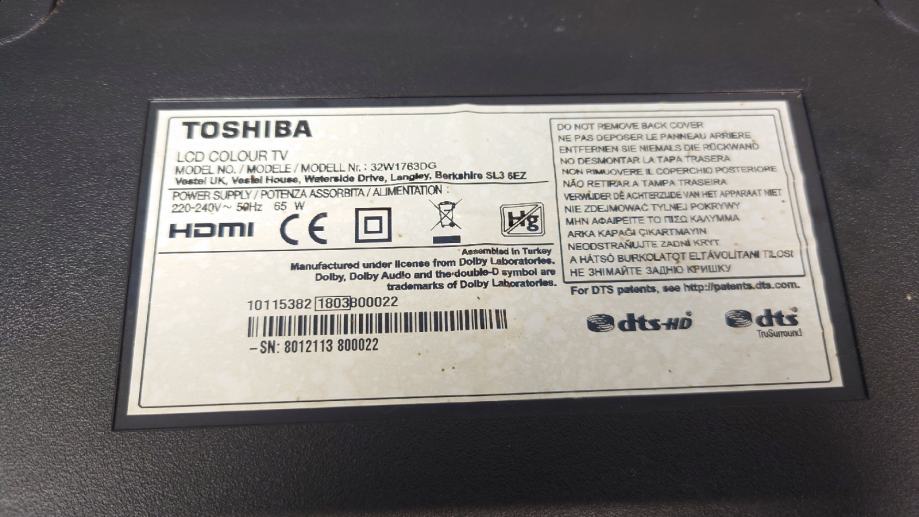 TOSHIBA
LCD COLOUR TV
MODEL NO. / MODELE / MODELL Nr. : 32W1763DG
Vestel UK, Vestel House, Waterside Drive, Langley, Berkshire SL3 6EZ
POWER SUPPLY / POTENZA ASSORBITA / ALIMENTATION :
220-240V ~ 50Hz 65 W
HDMI CE Hg
Assembled in Turkey
Manufactured under license from Dolby Laboratories.
Dolby, Dolby Audio and the double-D symbol are
trademarks of Dolby Laboratories.
10115382 1803B00022
-SN: 8012113 800022
DO NOT REMOVE BACK COVER
NE PAS DEPOSER LE PANNEAU ARRIERE
ENTFERNEN SIE NIEMALS DIE RÜCKWAND
NO DESMONTAR LA TAPA TRASERA
NON RIMUOVERE IL COPERCHIO POSTERIORE
NÃO RETIRAR A TAMPA TRASEIRA
VERWIJDER DE ACHTERZIJDE VAN HET APPARAAT NIET
NIE ZDEJMOWAĆ TYLNEJ POKRYWY
ΜΗΝ ΑΦΑΙΡΕΙΤΕ ΤΟ ΠΙΣΩ ΚΑΛΥΜΜΑ
ARKA KAPAĞI ÇIKARTMAYIN
NEODSTRAŇUJTE ZADNÍ KRYT
A HÁTSÓ BURKOLATOT ELTÁVOLÍTANI TILOS!
НЕ ЗНІМАЙТЕ ЗАДНЮ КРИШКУ
For DTS patents, see http://patents.dts.com.
dts-HD
dts
TruSurround